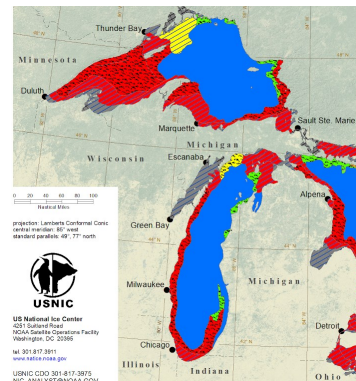 Thunder Bay
Minnesota
Duluth
Marquette
Sault Ste. Marie
Michigan
Wisconsin
Escanaba
Alpena
0 20 40 60 80 100
Nautical Miles
Green Bay
projection: Lamberts Conformal Conic
central meridian: 85° west
standard parallels: 49°, 77° north
Michigan
USNIC
Milwaukee
US National Ice Center
4251 Suitland Road
NOAA Satellite Operations Facility
Washington, DC 20395
Detroit
tel. 301.817.3911
www.natice.noaa.gov
Chicago
Illinois
Indiana
Ohio
USNIC CDO 301-817-3975